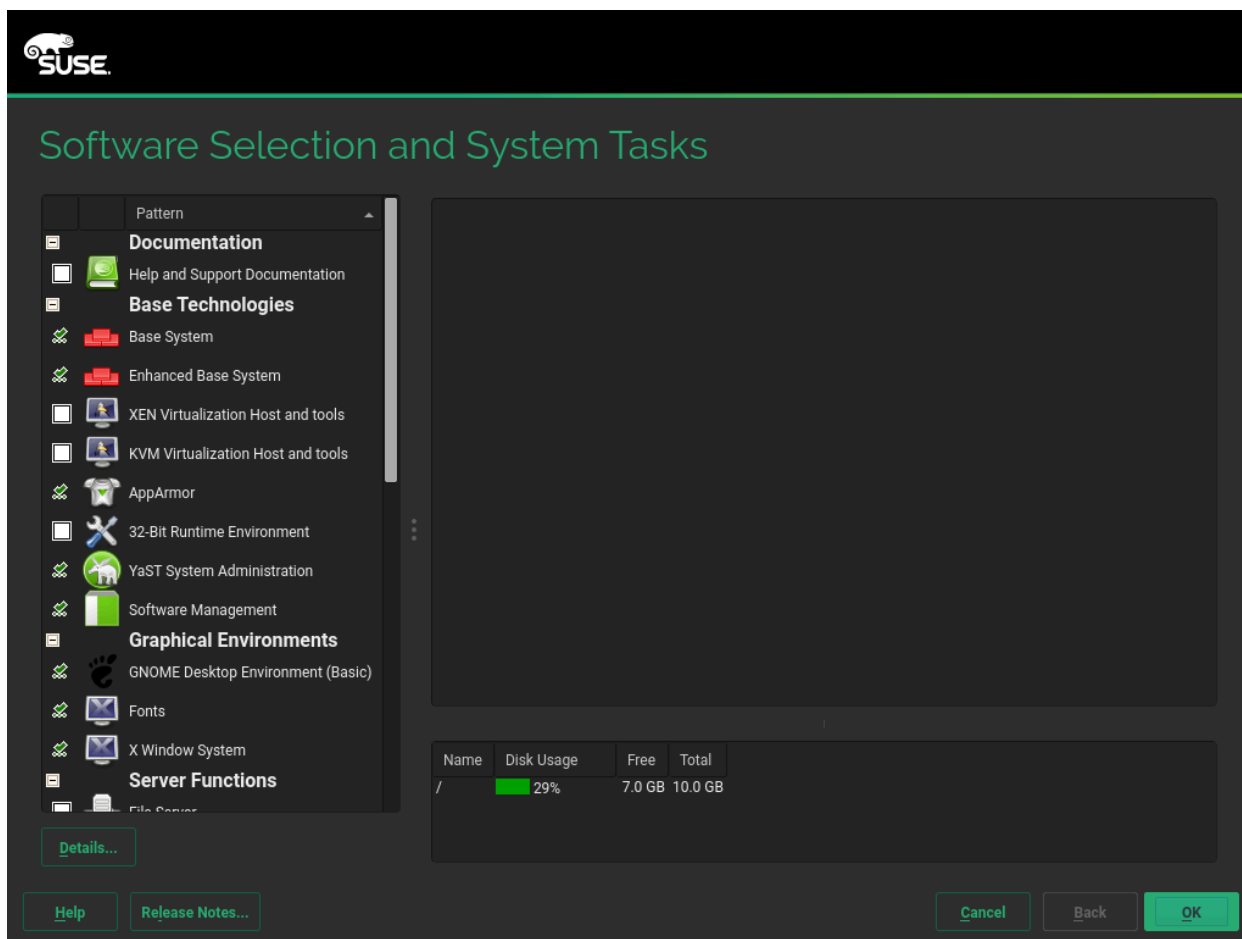 SUSE.
Software Selection and System Tasks
Pattern
Documentation
Help and Support Documentation
Base Technologies
Base System
Enhanced Base System
XEN Virtualization Host and tools
KVM Virtualization Host and tools
AppArmor
32-Bit Runtime Environment
YaST System Administration
Software Management
Graphical Environments
GNOME Desktop Environment (Basic)
Fonts
X Window System
Server Functions
File Server
Name Disk Usage Free Total
/ 29% 7.0 GB 10.0 GB
Details...
Help Release Notes... Cancel Back OK